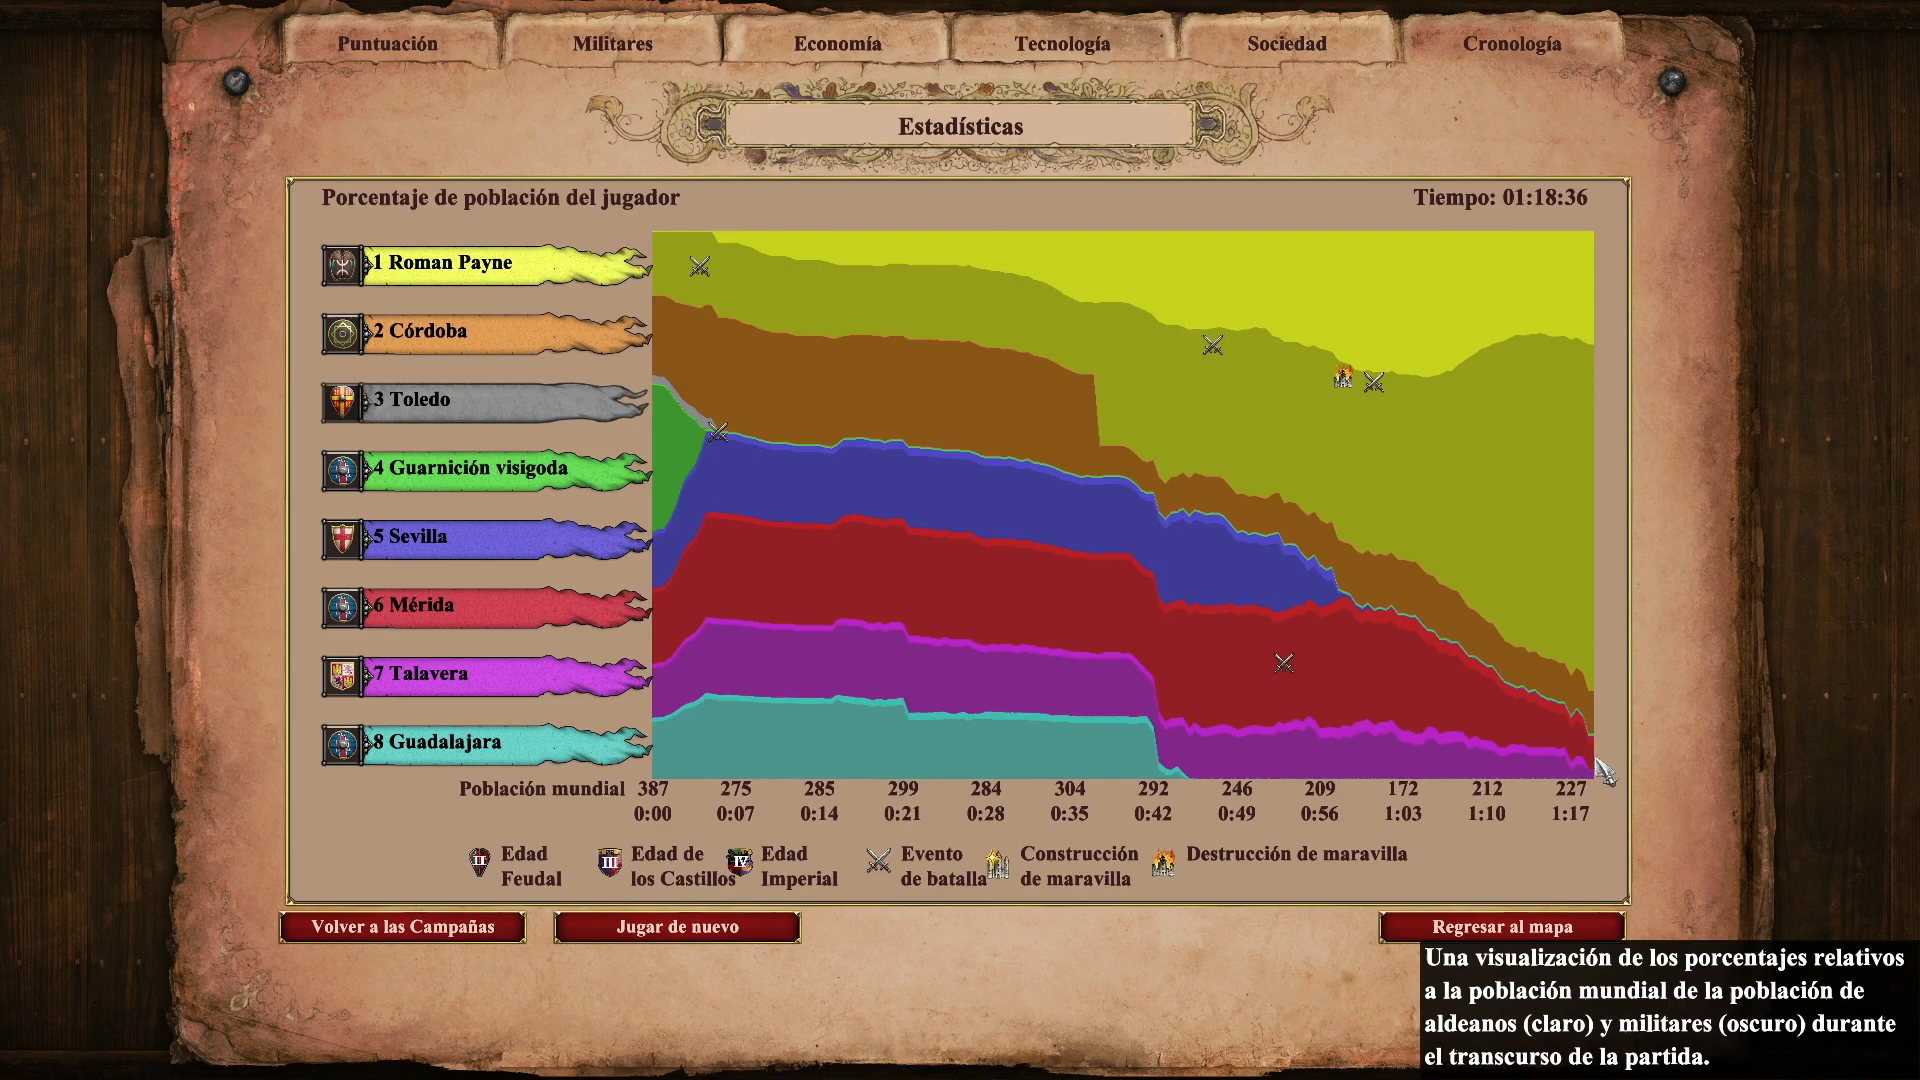 Puntuación
Militares
Economía
Tecnología
Sociedad
Cronología
Estadísticas
Porcentaje de población del jugador
Tiempo: 01:18:36
1 Roman Payne
2 Córdoba
3 Toledo
4 Guarnición visigoda
5 Sevilla
6 Mérida
7 Talavera
8 Guadalajara
Población mundial 387 275 285 299 284 304 292 246 209 172 212 227
0:00 0:07 0:14 0:21 0:28 0:35 0:42 0:49 0:56 1:03 1:10 1:17
II Edad
Feudal
III Edad de
los Castillos
IV Edad
Imperial
Evento
de batalla
Construcción
de maravilla
Destrucción de maravilla
Volver a las Campañas
Jugar de nuevo
Regresar al mapa
Una visualización de los porcentajes relativos
a la población mundial de la población de
aldeanos (claro) y militares (oscuro) durante
el transcurso de la partida.